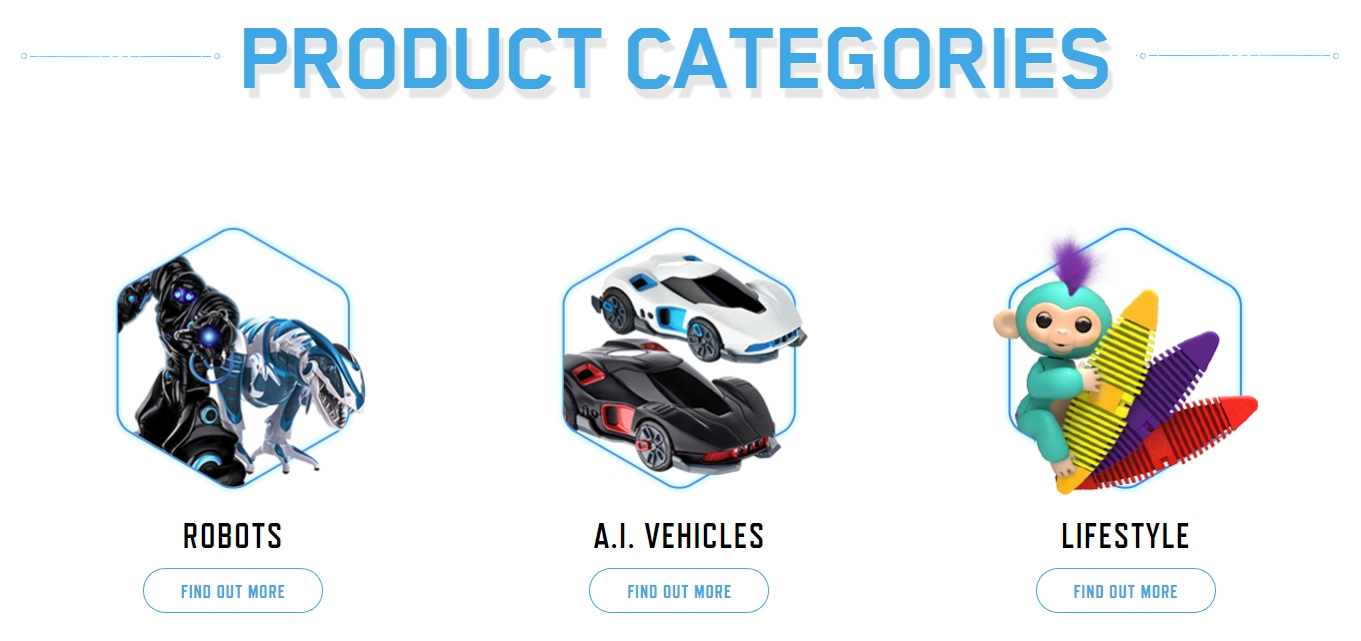 PRODUCT CATEGORIES
ROBOTS
A.I. VEHICLES
LIFESTYLE
FIND OUT MORE
FIND OUT MORE
FIND OUT MORE